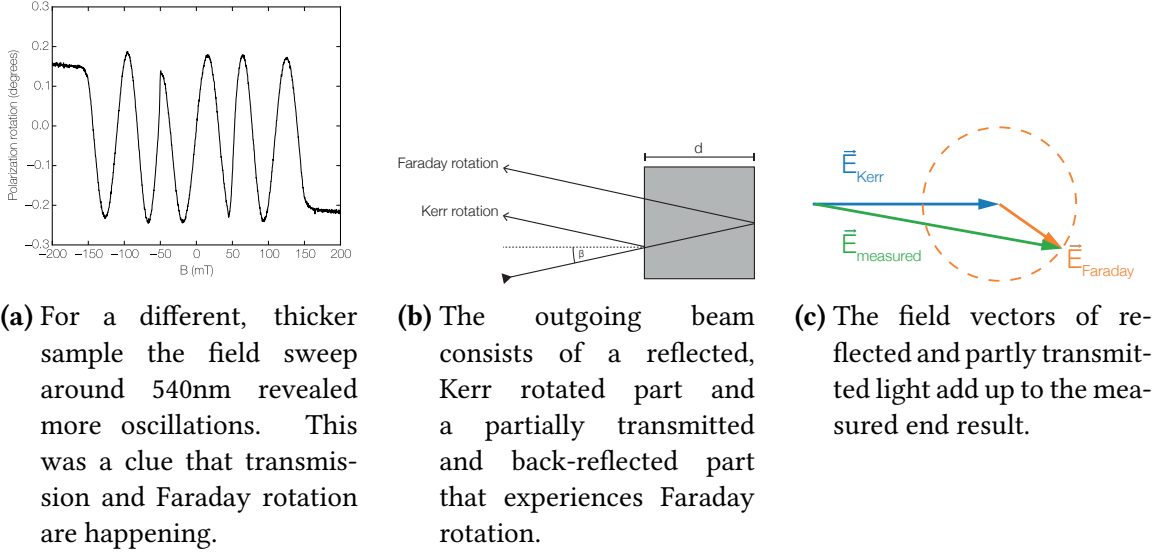 0.3
0.2
0.1
0.0
−0.1
−0.2
−0.3
Polarization rotation (degrees)
−200 −150 −100 −50 0 50 100 150 200
B (mT)
d
Faraday rotation
Kerr rotation
β
E Kerr
E measured
E Faraday
(a) For a different, thicker
sample the field sweep
around 540nm revealed
more oscillations. This
was a clue that transmis-
sion and Faraday rotation
are happening.
(b) The outgoing beam
consists of a reflected,
Kerr rotated part and
a partially transmitted
and back-reflected part
that experiences Faraday
rotation.
(c) The field vectors of re-
flected and partly transmit-
ted light add up to the mea-
sured end result.